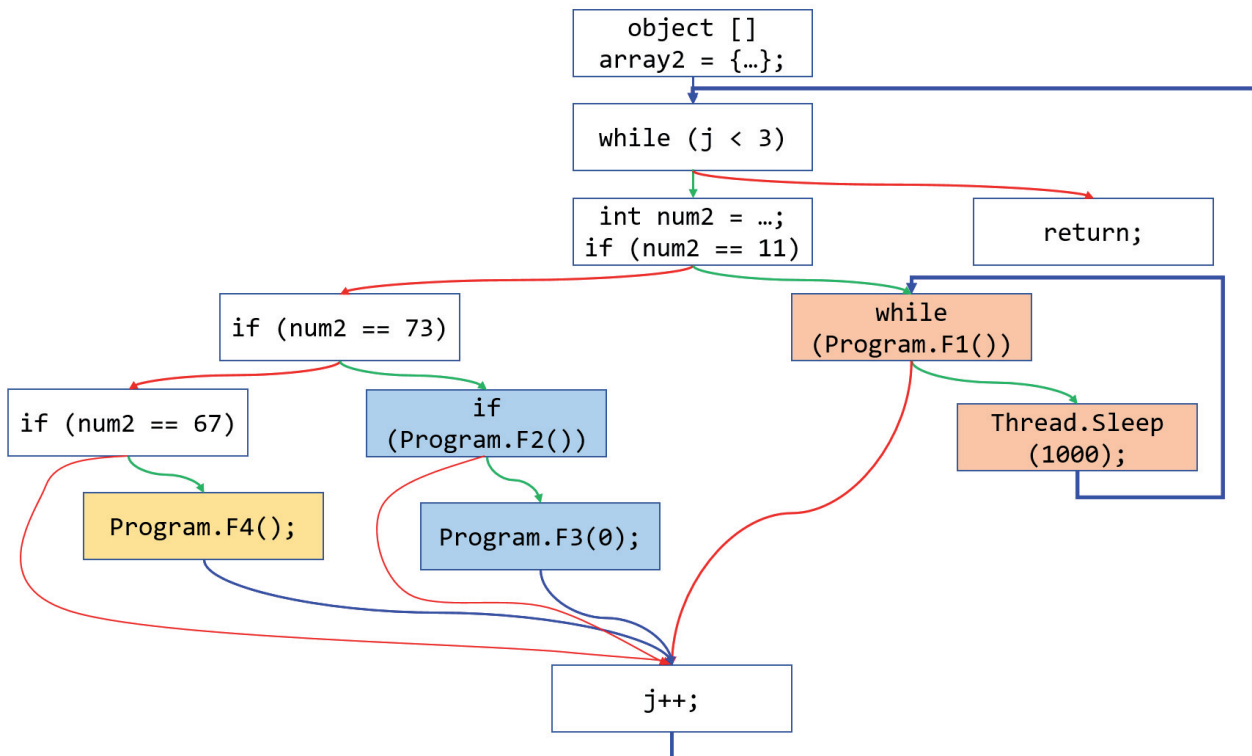 object []
array2 = {…};
while (j < 3)
int num2 = …;
if (num2 == 11)
return;
if (num2 == 73)
while
(Program.F1())
if (num2 == 67)
if
(Program.F2())
Thread.Sleep
(1000);
Program.F4();
Program.F3(0);
j++;